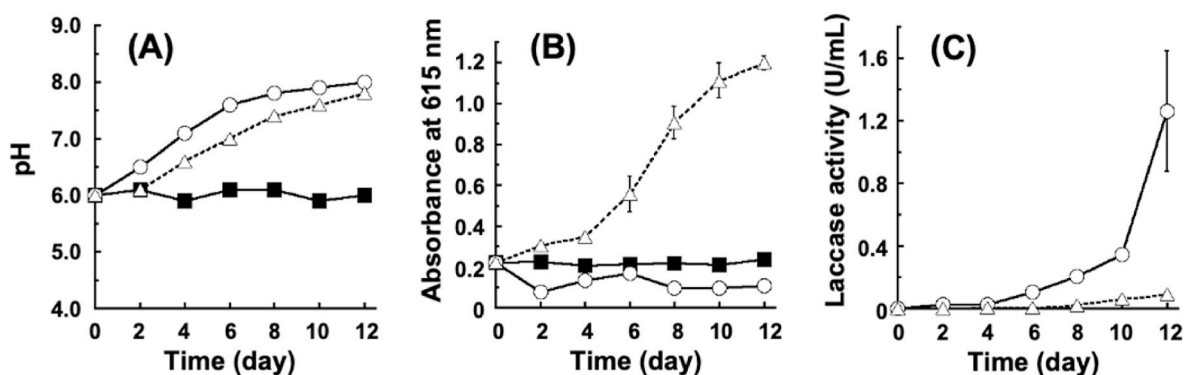 (A)
pH
9.0
8.0
7.0
6.0
5.0
4.0
0 2 4 6 8 10 12
Time (day)
(B)
Absorbance at 615 nm
1.2
1.0
0.8
0.6
0.4
0.2
0
0 2 4 6 8 10 12
Time (day)
(C)
Laccase activity (U/mL)
1.6
1.2
0.8
0.4
0
0 2 4 6 8 10 12
Time (day)